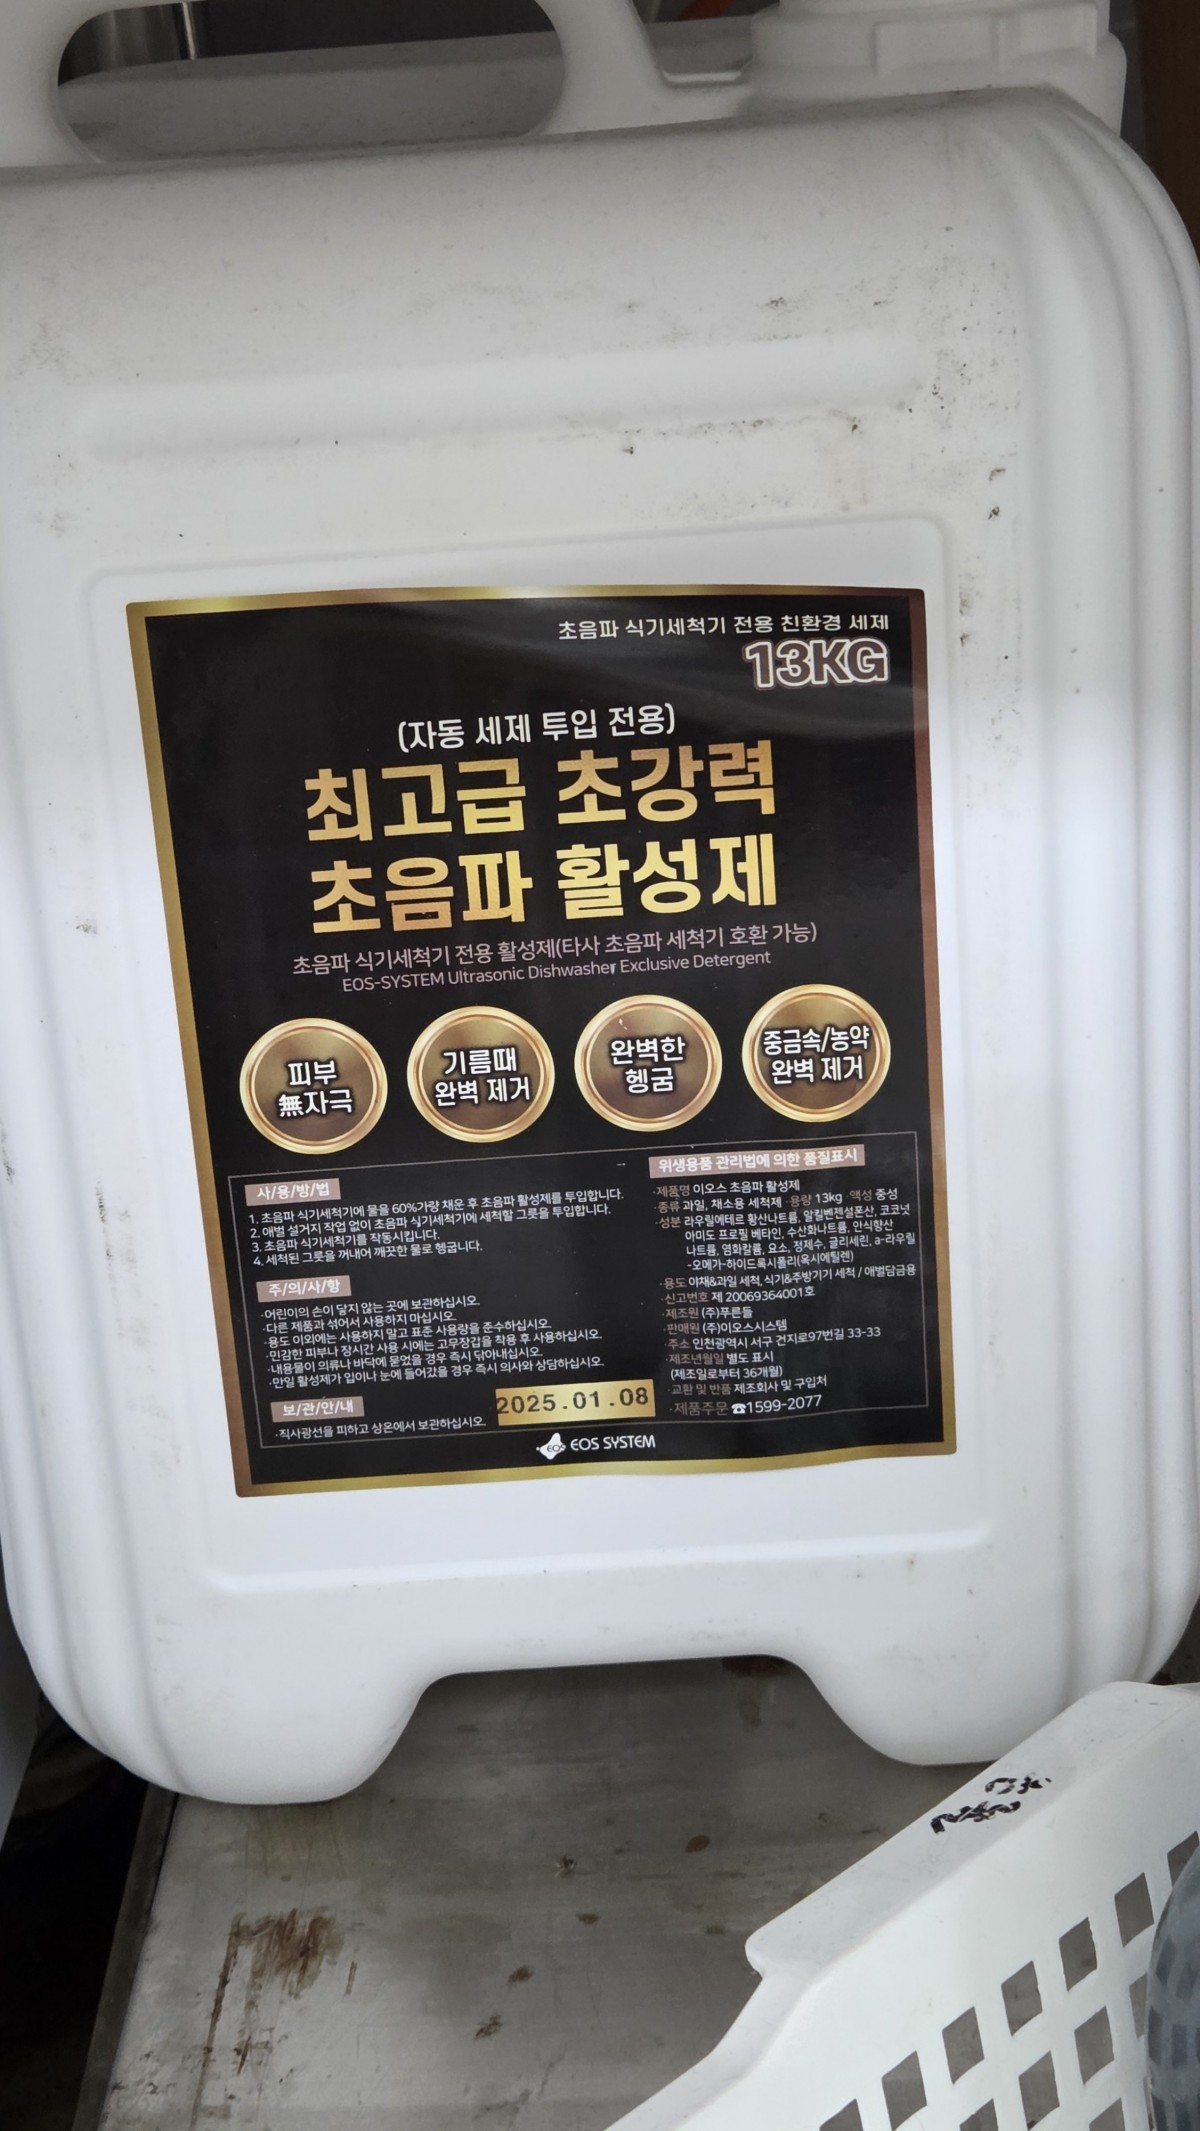 초음파 식기세척기 전용 친환경 세제
13KG
(자동 세제 투입 전용)
최고급 초강력
초음파 활성제
초음파 식기세척기 전용 활성제(타사 초음파 세척기 호환 가능)
EOS-SYSTEM Ultrasonic Dishwasher Exclusive Detergent
피부
無자극
기름때
완벽 제거
완벽한
헹굼
중금속/농약
완벽 제거
사/용/방/법
1. 초음파 식기세척기에 물을 60%가량 채운 후 초음파 활성제를 투입합니다.
2. 애벌 설거지 작업 없이 초음파 식기세척기에 세척할 그릇을 투입합니다.
3. 초음파 식기세척기를 작동시킵니다.
4. 세척된 그릇을 꺼내어 깨끗한 물로 헹굽니다.
주/의/사/항
·어린이의 손이 닿지 않는 곳에 보관하십시오.
·다른 제품과 섞어서 사용하지 마십시오.
·용도 이외에는 사용하지 말고 표준 사용량을 준수하십시오.
·민감한 피부나 장시간 사용 시에는 고무장갑을 착용 후 사용하십시오.
·내용물이 의류나 바닥에 묻었을 경우 즉시 닦아내십시오.
·만일 활성제가 입이나 눈에 들어갔을 경우 즉시 의사와 상담하십시오.
보/관/안/내
·직사광선을 피하고 상온에서 보관하십시오.
2025.01.08
위생용품 관리법에 의한 품질표시
·제품명 이오스 초음파 활성제
·종류 과일, 채소용 세척제 ·용량 13kg ·액성 중성
·성분 라우릴에테르 황산나트륨, 알킬벤젠설폰산, 코코넛
아미도 프로필 베타인, 수산화나트륨, 안식향산
나트륨, 염화칼륨, 요소, 정제수, 글리세린, a-라우릴
-오메가-하이드록시폴리(옥시에틸렌)
·용도 야채&과일 세척, 식기&주방기기 세척 / 애벌담금용
·신고번호 제 20069364001호
·제조원 (주)푸른들
·판매원 (주)이오스시스템
·주소 인천광역시 서구 건지로97번길 33-33
·제조년월일 별도 표시
(제조일로부터 36개월)
·교환 및 반품 제조회사 및 구입처
·제품주문 ☎1599-2077
EOS EOS SYSTEM